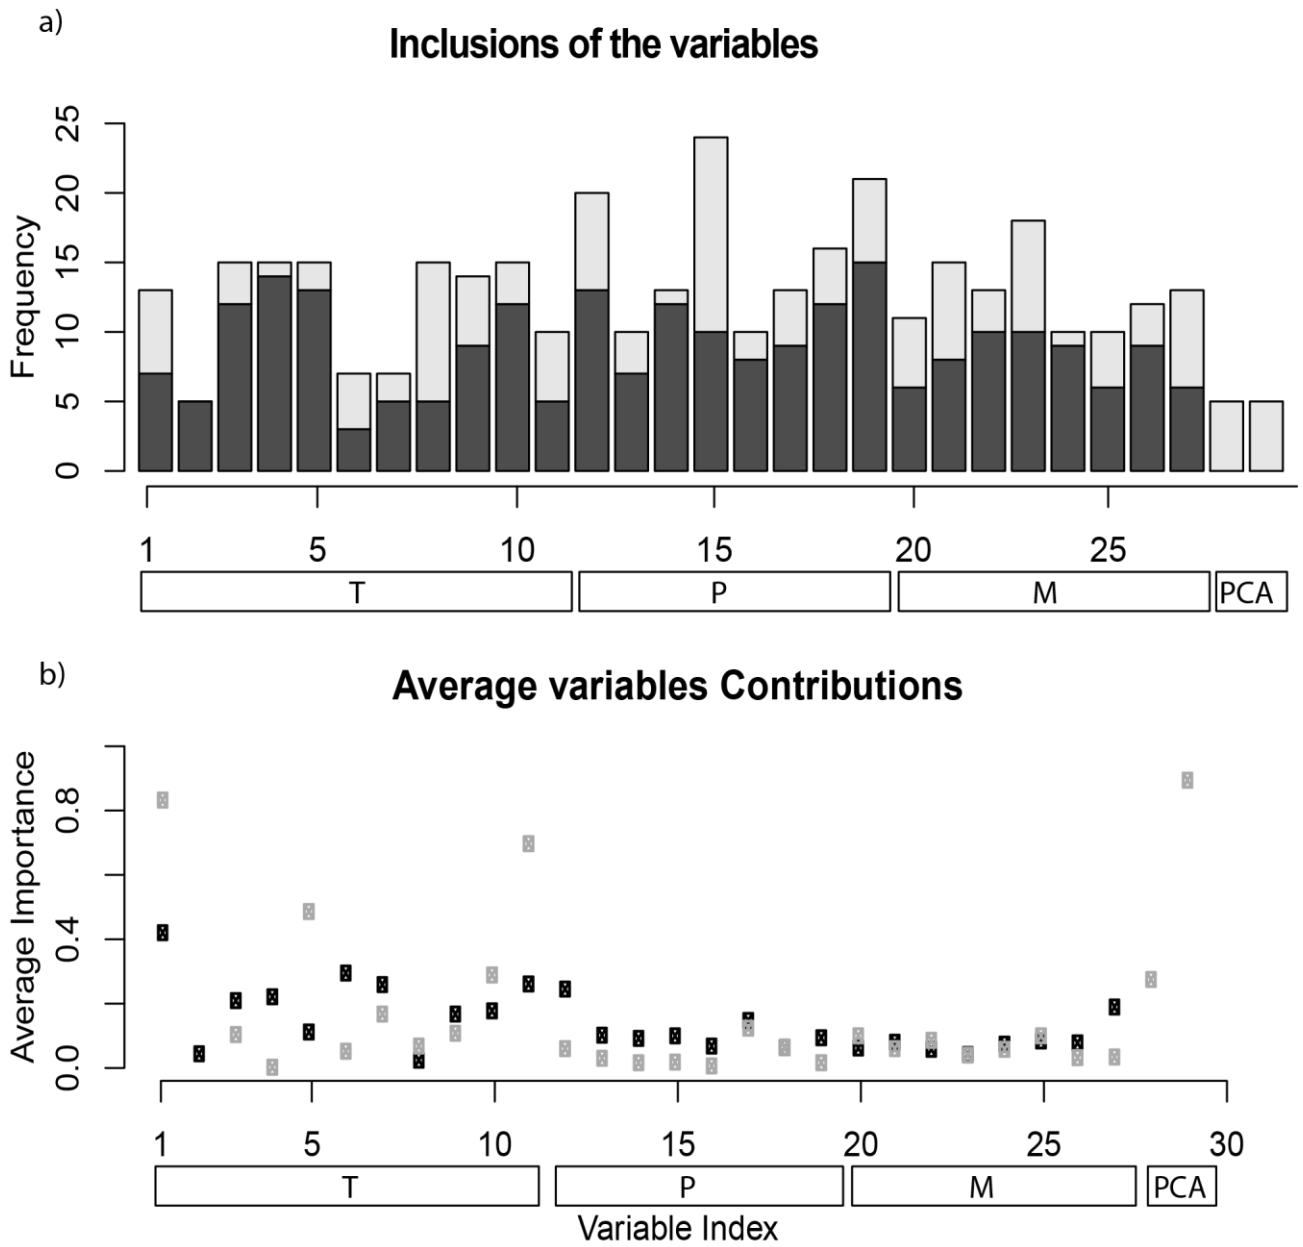 a)
Inclusions of the variables
Frequency
25
20
15
10
5
0
1 5 10 15 20 25
T P M PCA
b)
Average variables Contributions
Average Importance
0.8
0.4
0.0
1 5 10 15 20 25 30
T P M PCA
Variable Index